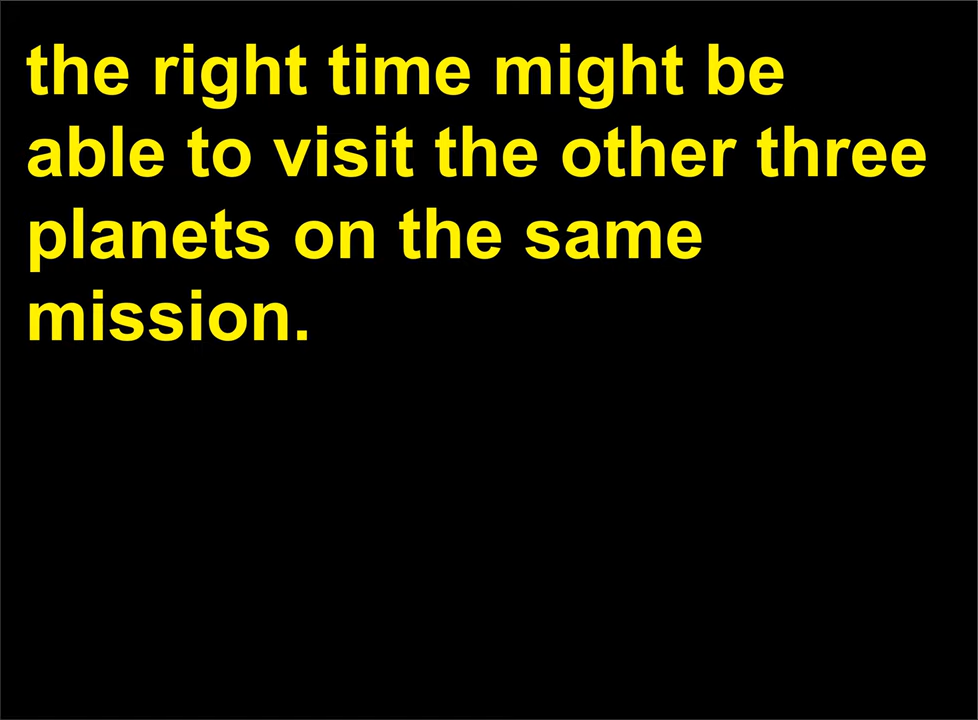 the right time might be
able to visit the other three
planets on the same
mission.